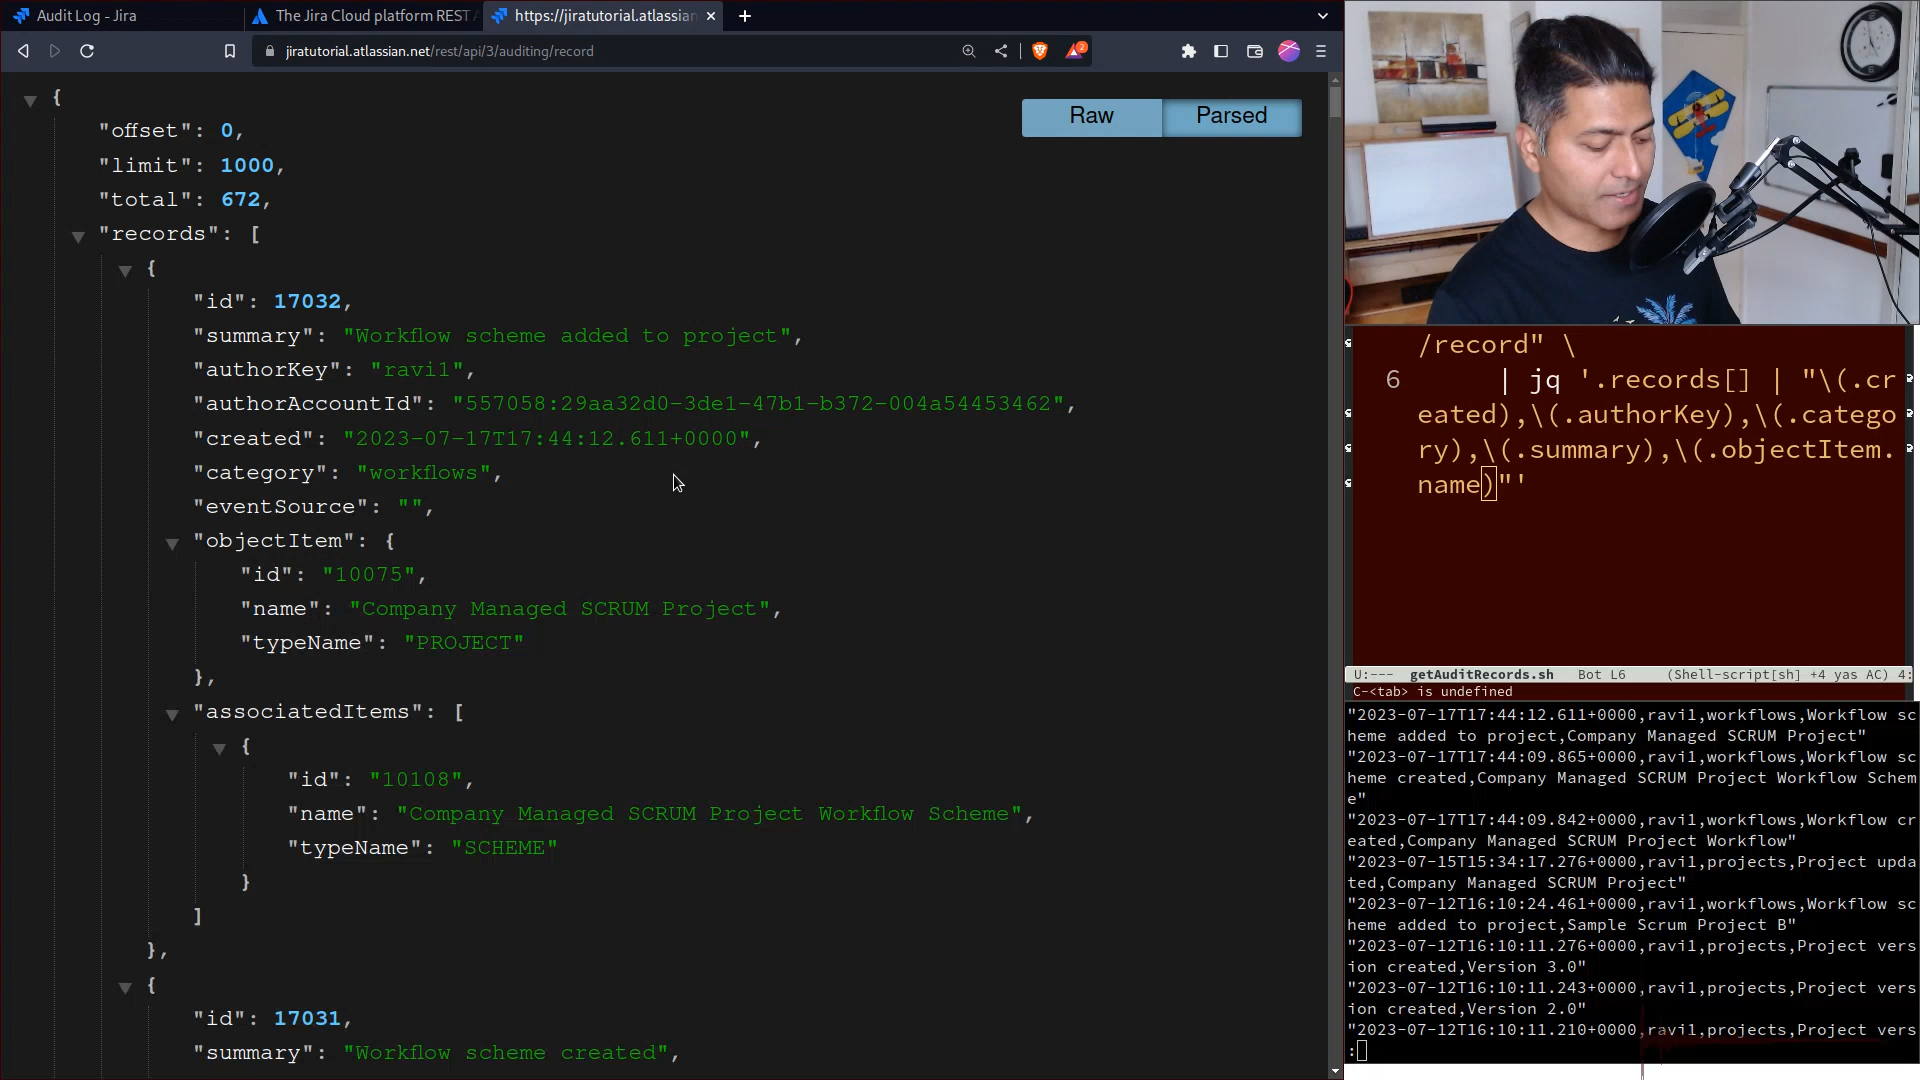 Audit Log - Jira
The Jira Cloud platform REST
https://jiratutorial.atlassian
jiratutorial.atlassian.net/rest/api/3/auditing/record
2
Raw
Parsed
{
"offset": 0,
"limit": 1000,
"total": 672,
"records": [
{
"id": 17032,
"summary": "Workflow scheme added to project",
"authorKey": "ravi1",
"authorAccountId": "557058:29aa32d0-3de1-47b1-b372-004a54453462",
"created": "2023-07-17T17:44:12.611+0000",
"category": "workflows",
"eventSource": "",
"objectItem": {
"id": "10075",
"name": "Company Managed SCRUM Project",
"typeName": "PROJECT"
},
"associatedItems": [
{
"id": "10108",
"name": "Company Managed SCRUM Project Workflow Scheme",
"typeName": "SCHEME"
}
]
},
{
"id": 17031,
"summary": "Workflow scheme created",
/record" \
6 | jq '.records[] | "\(.cr
eated),\(.authorKey),\(.catego
ry),\(.summary),\(.objectItem.
name)"'
U:--- getAuditRecords.sh Bot L6 (Shell-script[sh] +4 yas AC) 4:
C-<tab> is undefined
"2023-07-17T17:44:12.611+0000,ravi1,workflows,Workflow sc
heme added to project,Company Managed SCRUM Project"
"2023-07-17T17:44:09.865+0000,ravi1,workflows,Workflow sc
heme created,Company Managed SCRUM Project Workflow Schem
e"
"2023-07-17T17:44:09.842+0000,ravi1,workflows,Workflow cr
eated,Company Managed SCRUM Project Workflow"
"2023-07-15T15:34:17.276+0000,ravi1,projects,Project upda
ted,Company Managed SCRUM Project"
"2023-07-12T16:10:24.461+0000,ravi1,workflows,Workflow sc
heme added to project,Sample Scrum Project B"
"2023-07-12T16:10:11.276+0000,ravi1,projects,Project vers
ion created,Version 3.0"
"2023-07-12T16:10:11.243+0000,ravi1,projects,Project vers
ion created,Version 2.0"
"2023-07-12T16:10:11.210+0000,ravi1,projects,Project vers
: